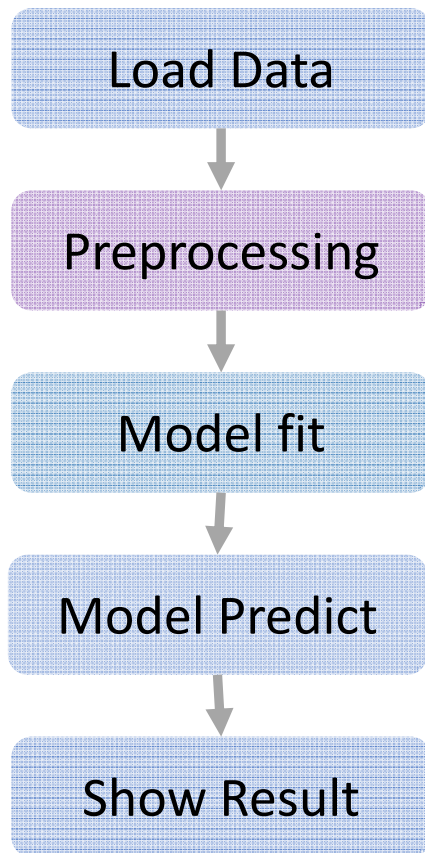 Load Data
Preprocessing
Model fit
Model Predict
Show Result